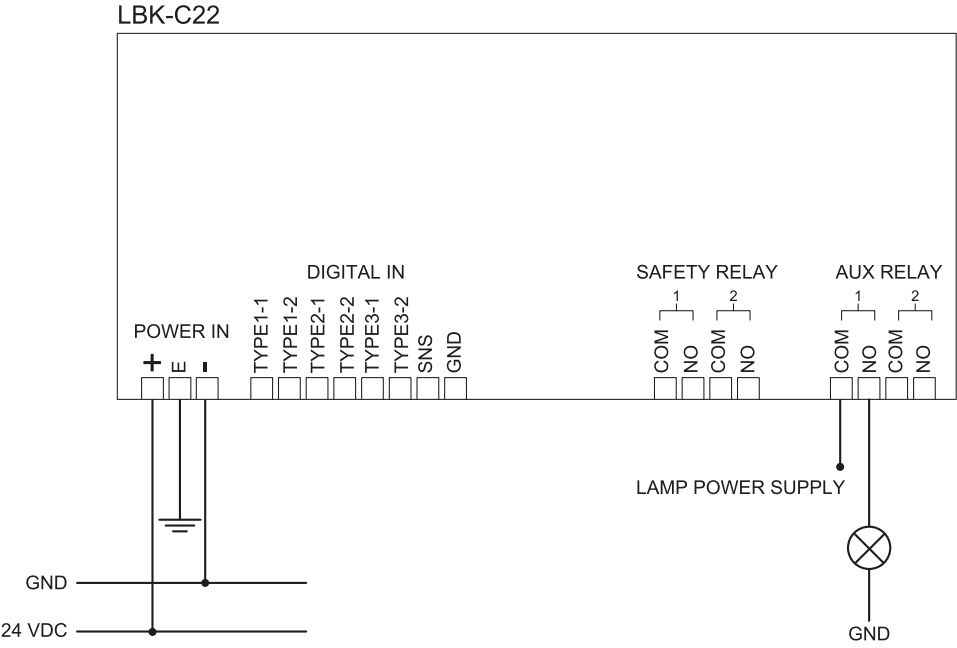 LBK-C22
DIGITAL IN
SAFETY RELAY
AUX RELAY
1 2
1 2
POWER IN
+ E -
TYPE1-1
TYPE1-2
TYPE2-1
TYPE2-2
TYPE3-1
TYPE3-2
SNS
GND
COM
NO
COM
NO
COM
NO
COM
NO
LAMP POWER SUPPLY
GND
24 VDC
GND